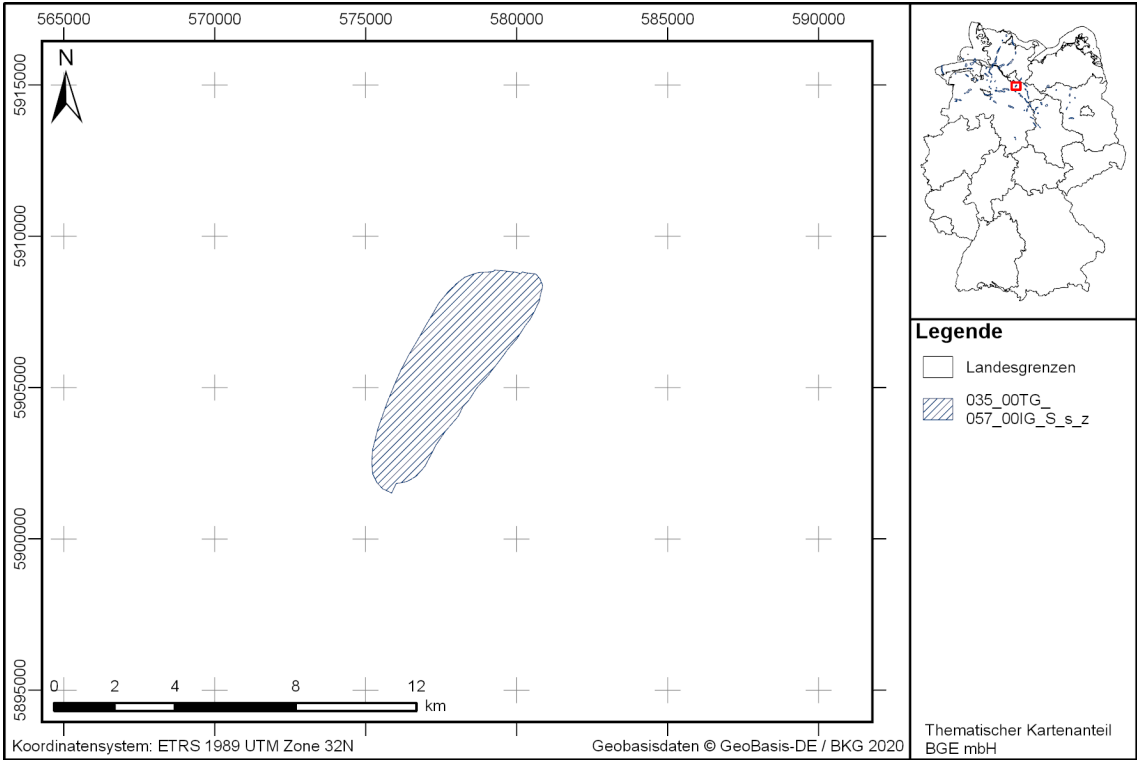 565000 570000 575000 580000 585000 590000
5915000
5910000
5905000
5900000
5895000
N
0 2 4 8 12
km
Koordinatensystem: ETRS 1989 UTM Zone 32N
Geobasisdaten © GeoBasis-DE / BKG 2020
Legende
Landesgrenzen
035_00TG_
057_00IG_S_s_z
Thematischer Kartenanteil
BGE mbH